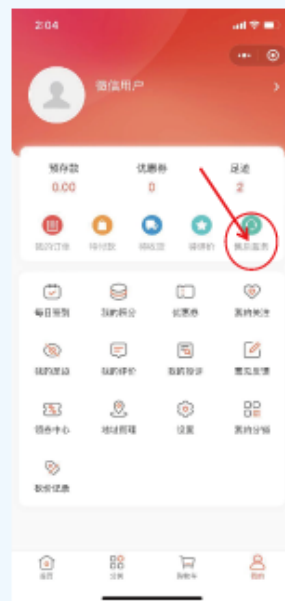 2:04
微信用户
预存款 优惠券 足迹
0.00 0 2
我的订单 待付款 待收货 待评价 售后服务
每日签到 我的积分 优惠券 我的关注
我的足迹 我的评价 我的投诉 意见反馈
领券中心 地址管理 设置 我的分销
首页 分类 购物车 我的